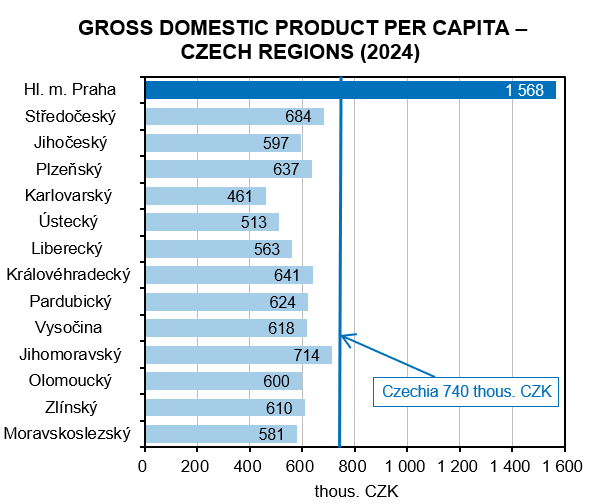 GROSS DOMESTIC PRODUCT PER CAPITA –
CZECH REGIONS (2024)
Hl. m. Praha 1 568
Středočeský 684
Jihočeský 597
Plzeňský 637
Karlovarský 461
Ústecký 513
Liberecký 563
Královéhradecký 641
Pardubický 624
Vysočina 618
Jihomoravský 714
Olomoucký 600
Czechia 740 thous. CZK
Zlínský 610
Moravskoslezský 581
0 200 400 600 800 1 000 1 200 1 400 1 600
thous. CZK